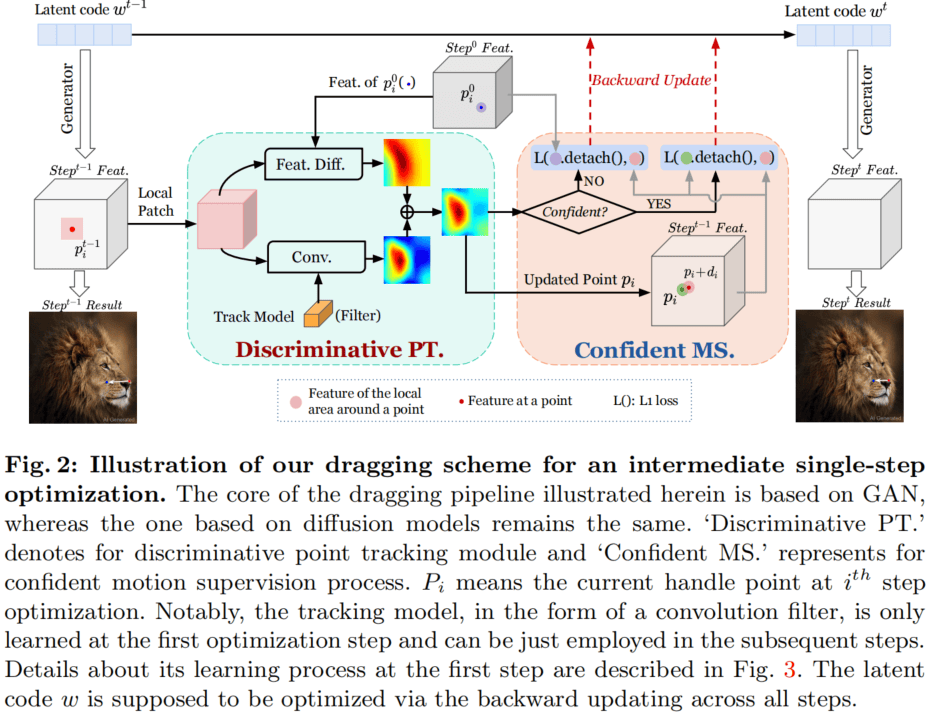 Latent code w^{t-1}
Latent code w^t
Step^0 Feat.
Feat. of p_i^0(·)
p_i^0
Backward Update
Generator
Generator
L( .detach(), )
L( .detach(), )
Feat. Diff.
NO
Step^{t-1} Feat.
Local
Patch
Confident?
YES
Step^t Feat.
p_i^{t-1}
Step^{t-1} Feat.
Conv.
p_i+d_i
Updated Point p_i
p_i
Step^{t-1} Result
Track Model
(Filter)
Step^t Result
Discriminative PT.
Confident MS.
Feature of the local
area around a point
Feature at a point
L(): L1 loss
AI Generated
AI Generated
Fig. 2: Illustration of our dragging scheme for an intermediate single-step
optimization. The core of the dragging pipeline illustrated herein is based on GAN,
whereas the one based on diffusion models remains the same. ‘Discriminative PT.’
denotes for discriminative point tracking module and ‘Confident MS.’ represents for
confident motion supervision process. P_i means the current handle point at i^{th} step
optimization. Notably, the tracking model, in the form of a convolution filter, is only
learned at the first optimization step and can be just employed in the subsequent steps.
Details about its learning process at the first step are described in Fig. 3. The latent
code w is supposed to be optimized via the backward updating across all steps.